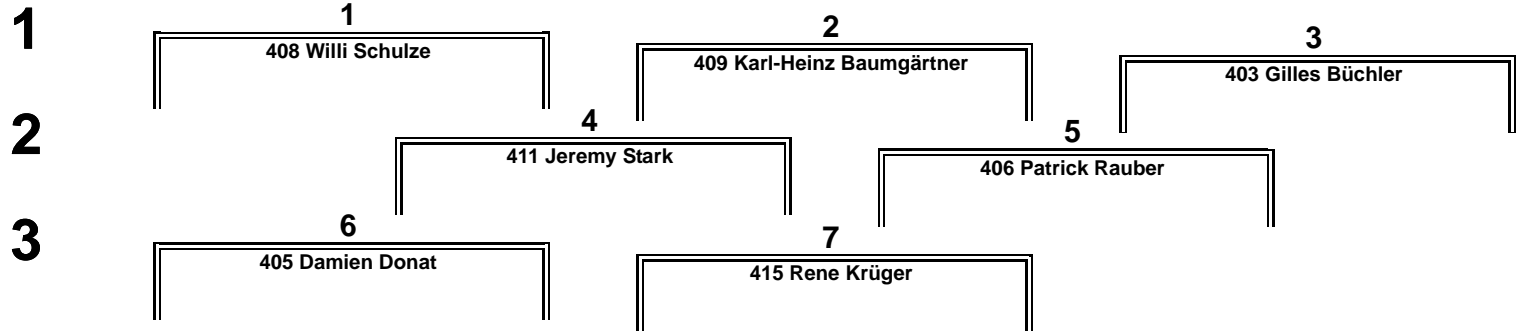 1
1
408 Willi Schulze
2
409 Karl-Heinz Baumgärtner
3
403 Gilles Büchler
2
4
411 Jeremy Stark
5
406 Patrick Rauber
3
6
405 Damien Donat
7
415 Rene Krüger